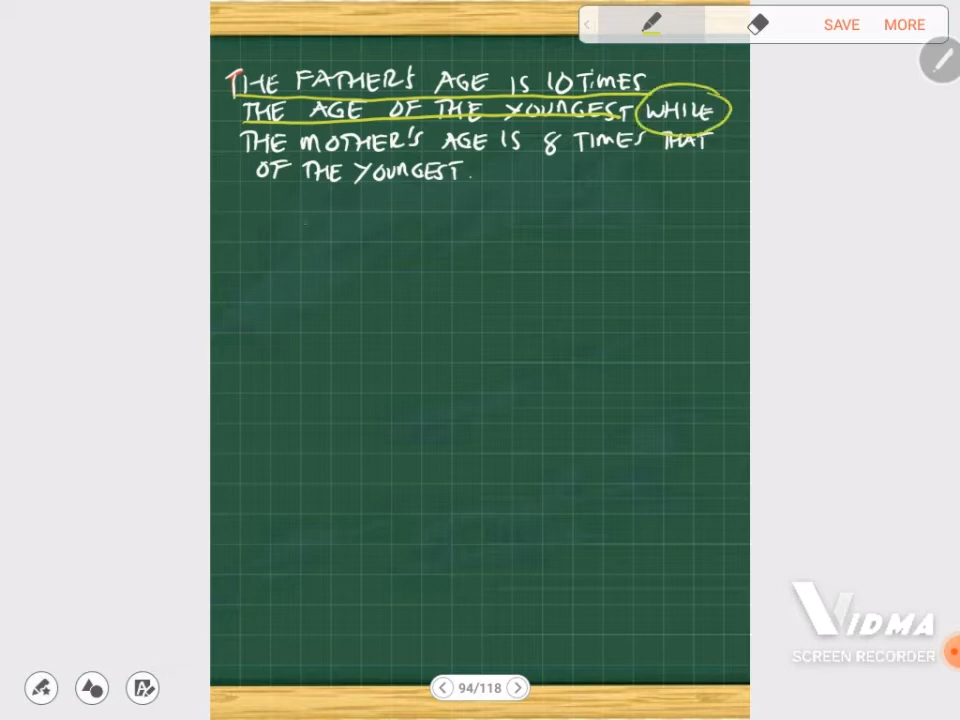 SAVE MORE
THE FATHER'S AGE IS 10 TIMES
THE AGE OF THE YOUNGEST WHILE
THE MOTHER'S AGE IS 8 TIMES THAT
OF THE YOUNGEST.
VIDMA
SCREEN RECORDER
94/118